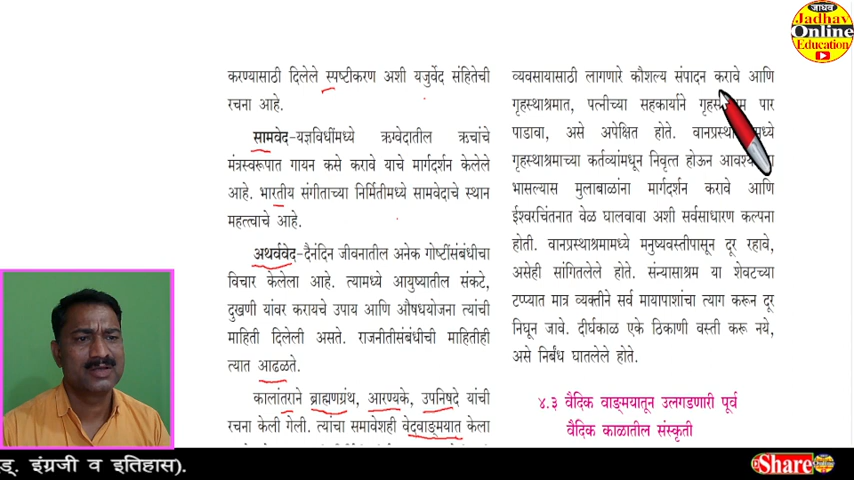 करण्यासाठी दिलेले स्पष्टीकरण अशी यजुर्वेद संहितेची
रचना आहे.
सामवेद-यज्ञविधींमध्ये ऋग्वेदातील ऋचांचे
मंत्रस्वरूपात गायन कसे करावे याचे मार्गदर्शन केलेले
आहे. भारतीय संगीताच्या निर्मितीमध्ये सामवेदाचे स्थान
महत्त्वाचे आहे.
अथर्ववेद-दैनंदिन जीवनातील अनेक गोष्टींसंबंधीचा
विचार केलेला आहे. त्यामध्ये आयुष्यातील संकटे,
दुखणी यांवर करायचे उपाय आणि औषधयोजना त्यांची
माहिती दिलेली असते. राजनीतीसंबंधीची माहितीही
त्यात आढळते.
कालांतराने ब्राह्मणग्रंथ, आरण्यके, उपनिषदे यांची
रचना केली गेली. त्यांचा समावेशही वेदवाङ्मयात केला
व्यवसायासाठी लागणारे कौशल्य संपादन करावे आणि
गृहस्थाश्रमात, पत्नीच्या सहकार्याने पार
पाडावा, असे अपेक्षित होते.
गृहस्थाश्रमाच्या कर्तव्यांमधून निवृत्त होऊन
भासल्यास मुलाबाळांना मार्गदर्शन करावे आणि
ईश्वरचिंतनात वेळ घालवावा अशी सर्वसाधारण कल्पना
होती. वानप्रस्थाश्रमामध्ये मनुष्यवस्तीपासून दूर रहावे,
असेही सांगितलेले होते. संन्यासाश्रम या शेवटच्या
टप्प्यात मात्र व्यक्तीने सर्व मायापाशांचा त्याग करून दूर
निघून जावे. दीर्घकाळ एके ठिकाणी वस्ती करू नये,
असे निर्बंध घातलेले होते.
४.३ वैदिक वाङ्मयातून उलगडणारी पूर्व
वैदिक काळातील संस्कृती
जाधव
Jadhav
Online
Education
ड्. इंग्रजी व इतिहास).
Share